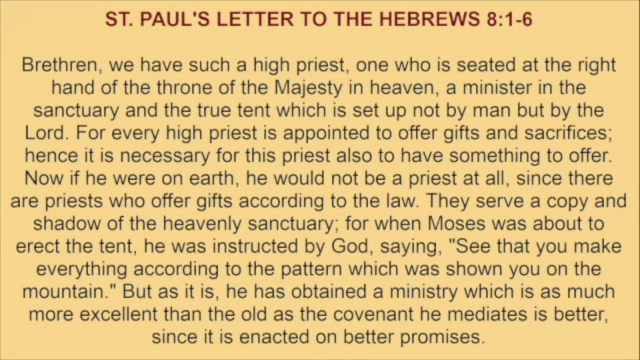 ST. PAUL'S LETTER TO THE HEBREWS 8:1-6
Brethren, we have such a high priest, one who is seated at the right
hand of the throne of the Majesty in heaven, a minister in the
sanctuary and the true tent which is set up not by man but by the
Lord. For every high priest is appointed to offer gifts and sacrifices;
hence it is necessary for this priest also to have something to offer.
Now if he were on earth, he would not be a priest at all, since there
are priests who offer gifts according to the law. They serve a copy and
shadow of the heavenly sanctuary; for when Moses was about to
erect the tent, he was instructed by God, saying, "See that you make
everything according to the pattern which was shown you on the
mountain." But as it is, he has obtained a ministry which is as much
more excellent than the old as the covenant he mediates is better,
since it is enacted on better promises.